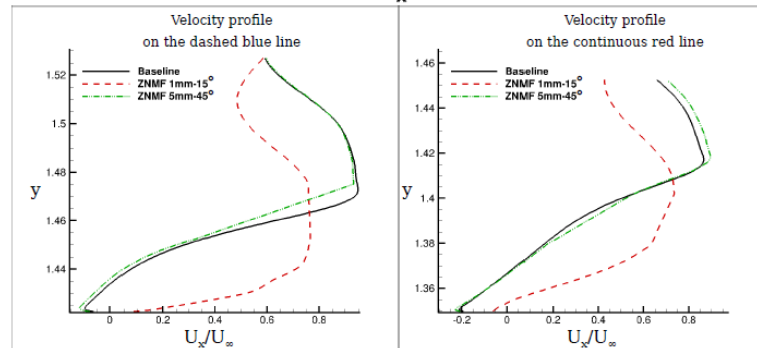 x
Velocity profile
on the dashed blue line
Baseline
ZNMF 1mm-15°
ZNMF 5mm-45°
1.52
1.5
1.48
y
1.46
1.44
0 0.2 0.4 0.6 0.8
Ux/U∞
Velocity profile
on the continuous red line
Baseline
ZNMF 1mm-15°
ZNMF 5mm-45°
1.46
1.44
1.42
y
1.4
1.38
1.36
-0.2 0 0.2 0.4 0.6 0.8
Ux/U∞